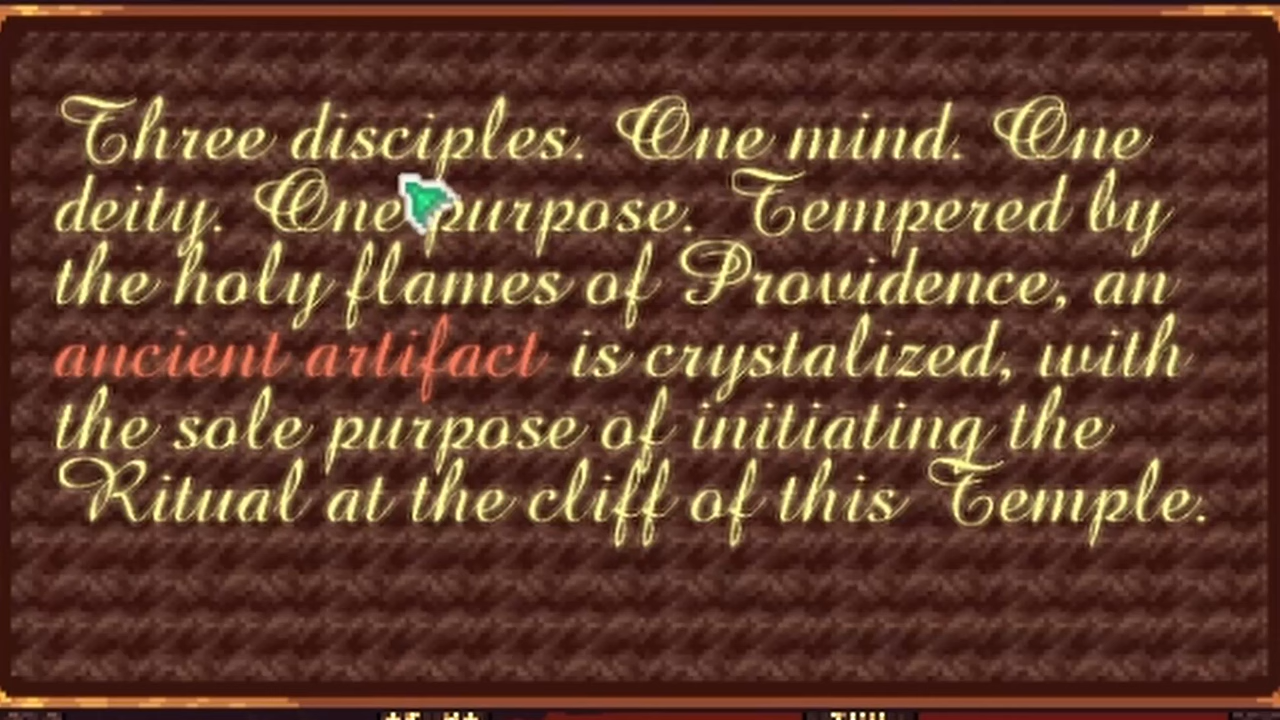 Three disciples. One mind. One
deity. One purpose. Tempered by
the holy flames of Providence, an
ancient artifact is crystalized, with
the sole purpose of initiating the
Ritual at the cliff of this Temple.